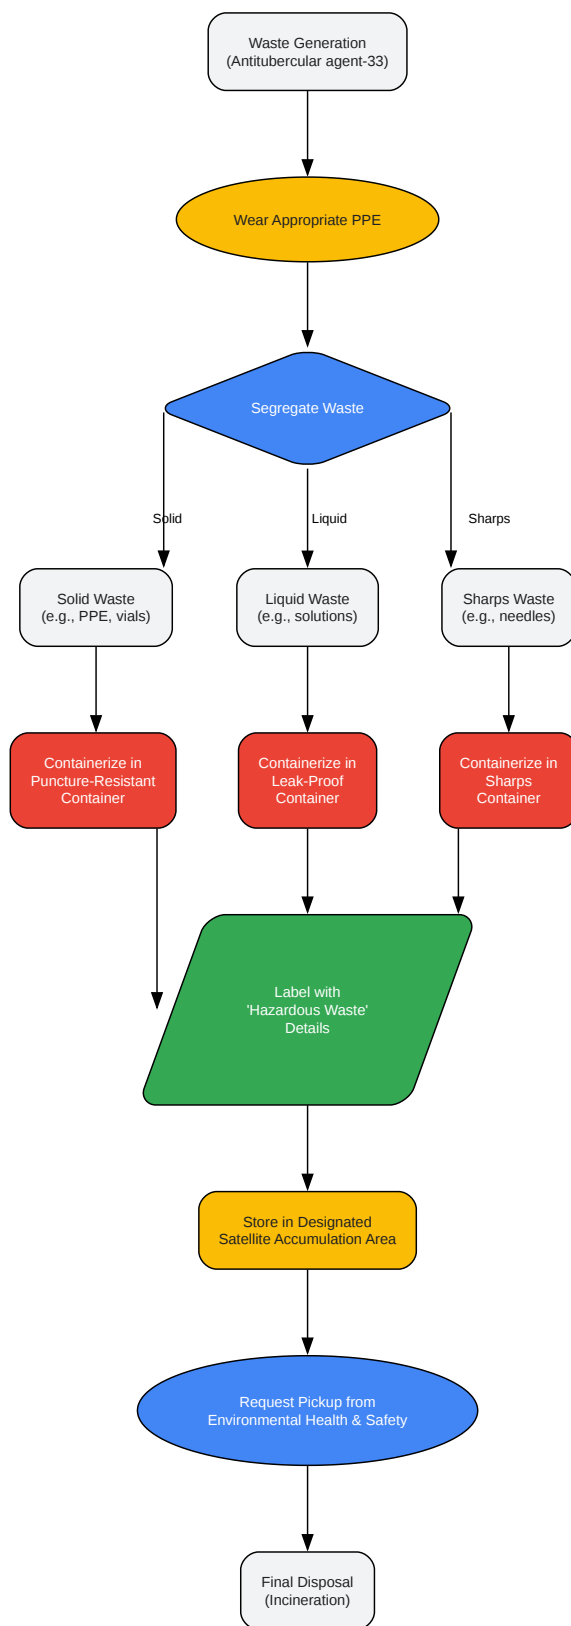 Waste Generation
(Antitubercular agent-33)
Wear Appropriate PPE
Segregate Waste
Solid
Liquid
Sharps
Solid Waste
(e.g., PPE, vials)
Liquid Waste
(e.g., solutions)
Sharps Waste
(e.g., needles)
Containerize in
Puncture-Resistant
Container
Containerize in
Leak-Proof
Container
Containerize in
Sharps
Container
Label with
'Hazardous Waste'
Details
Store in Designated
Satellite Accumulation Area
Request Pickup from
Environmental Health & Safety
Final Disposal
(Incineration)